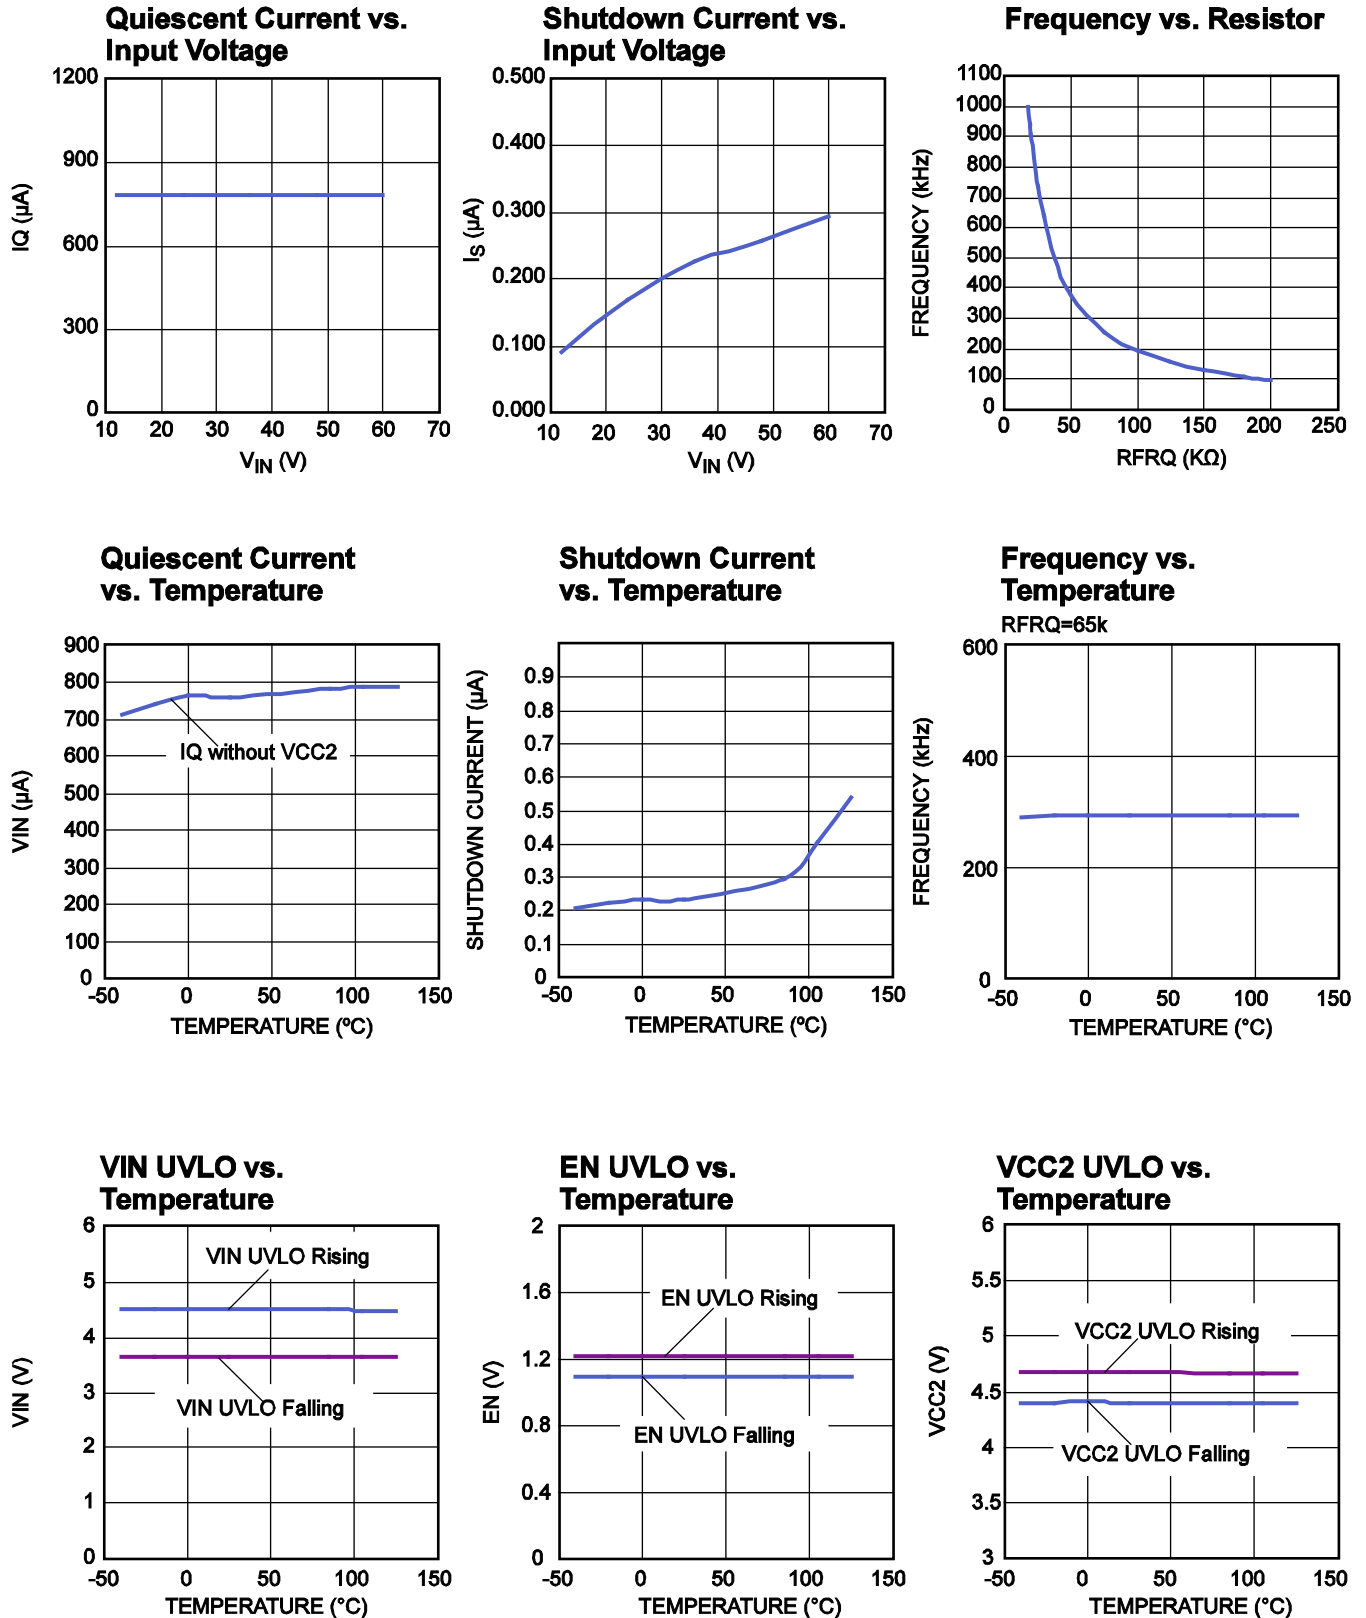 Quiescent Current vs.
Input Voltage
1200
900
600
300
0
10 20 30 40 50 60 70
IQ (µA)
VIN (V)
Shutdown Current vs.
Input Voltage
0.500
0.400
0.300
0.200
0.100
0.000
10 20 30 40 50 60 70
IS (µA)
VIN (V)
Frequency vs. Resistor
1100
1000
900
800
700
600
500
400
300
200
100
0
0 50 100 150 200 250
FREQUENCY (kHz)
RFRQ (KΩ)
Quiescent Current
vs. Temperature
900
800
700
600
500
400
300
200
100
0
-50 0 50 100 150
IQ without VCC2
VIN (µA)
TEMPERATURE (ºC)
Shutdown Current
vs. Temperature
0.9
0.8
0.7
0.6
0.5
0.4
0.3
0.2
0.1
0
-50 0 50 100 150
SHUTDOWN CURRENT (µA)
TEMPERATURE (ºC)
Frequency vs.
Temperature
RFRQ=65k
600
400
200
0
-50 0 50 100 150
FREQUENCY (kHz)
TEMPERATURE (°C)
VIN UVLO vs.
Temperature
6
5
4
3
2
1
0
-50 0 50 100 150
VIN UVLO Rising
VIN UVLO Falling
VIN (V)
TEMPERATURE (°C)
EN UVLO vs.
Temperature
2
1.6
1.2
0.8
0.4
0
-50 0 50 100 150
EN UVLO Rising
EN UVLO Falling
EN (V)
TEMPERATURE (°C)
VCC2 UVLO vs.
Temperature
6
5.5
5
4.5
4
3.5
3
-50 0 50 100 150
VCC2 UVLO Rising
VCC2 UVLO Falling
VCC2 (V)
TEMPERATURE (°C)